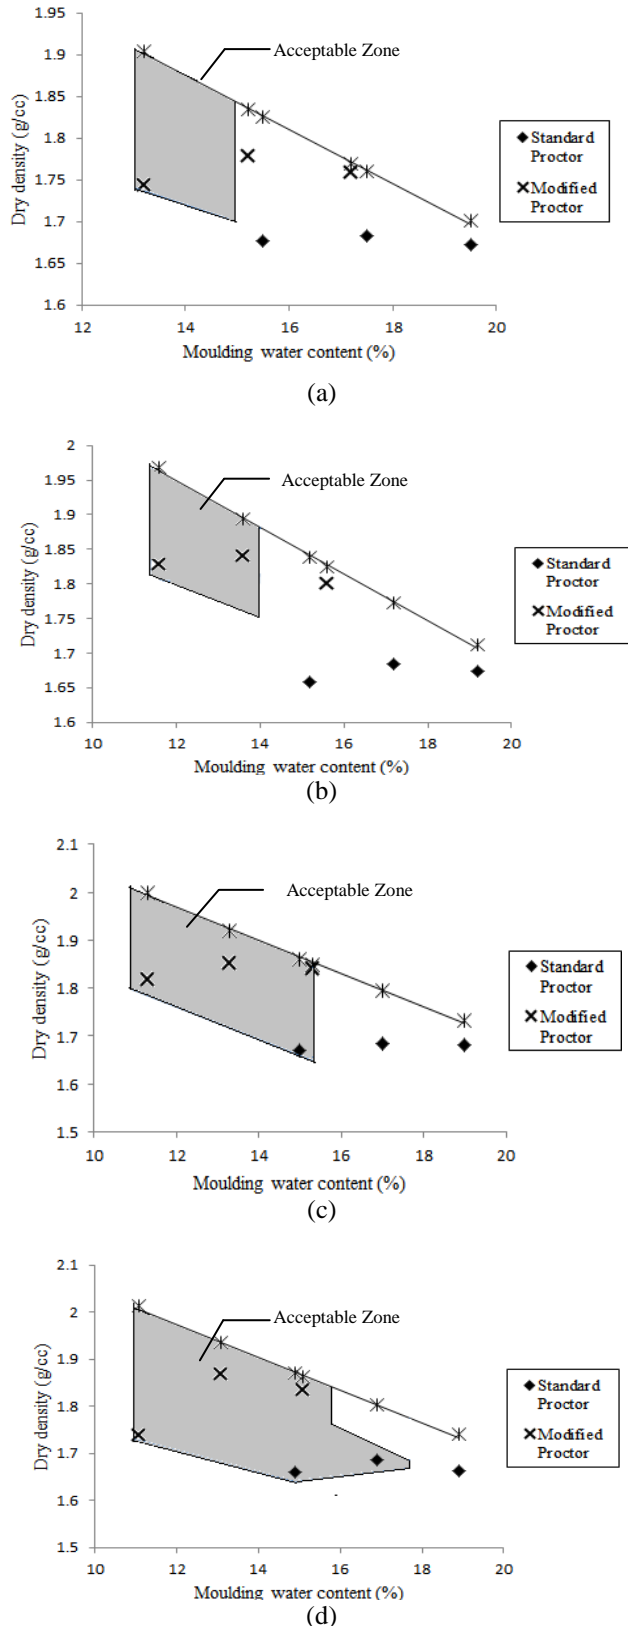 1.95
1.9
1.85
1.8
1.75
1.7
1.65
1.6
Dry density (g/cc)
Acceptable Zone
Standard
Proctor
Modified
Proctor
12 14 16 18 20
Moulding water content (%)
(a)
2
1.95
1.9
1.85
1.8
1.75
1.7
1.65
1.6
Dry density (g/cc)
Acceptable Zone
Standard
Proctor
Modified
Proctor
10 12 14 16 18 20
Moulding water content (%)
(b)
2.1
2
1.9
1.8
1.7
1.6
1.5
Dry density (g/cc)
Acceptable Zone
Standard
Proctor
Modified
Proctor
10 12 14 16 18 20
Moulding water content (%)
(c)
2.1
2
1.9
1.8
1.7
1.6
1.5
Dry density (g/cc)
Acceptable Zone
Standard
Proctor
Modified
Proctor
10 12 14 16 18 20
Moulding water content (%)
(d)